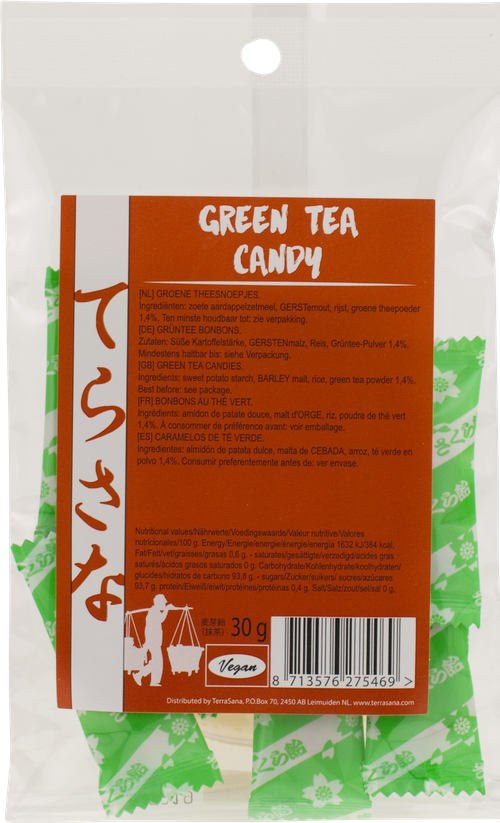 GREEN TEA
CANDY
てらさな
[NL] GROENE THEESNOEPJES.
Ingrediënten: zoete aardappelzetmeel, GERSTemout, rijst, groene theepoeder
1,4%. Ten minste houdbaar tot: zie verpakking.
[DE] GRÜNTEE BONBONS.
Zutaten: Süße Kartoffelstärke, GERSTENmalz, Reis, Grüntee-Pulver 1,4%.
Mindestens haltbar bis: siehe Verpackung.
[GB] GREEN TEA CANDIES.
Ingredients: sweet potato starch, BARLEY malt, rice, green tea powder 1,4%.
Best before: see package.
[FR] BONBONS AU THÉ VERT.
Ingrédients: amidon de patate douce, malt d'ORGE, riz, poudre de thé vert
1,4%. À consommer de préférence avant: voir emballage.
[ES] CARAMELOS DE TÉ VERDE.
Ingredientes: almidón de patata dulce, malta de CEBADA, arroz, té verde en
polvo 1,4%. Consumir preferentemente antes de: ver envase.
Nutritional values/Nährwerte/Voedingswaarde/Valeur nutritive/Valores
nutricionales/100 g. Energy/Energie/energie/énergie/energía 1632 kJ/384 kcal.
Fat/Fett/vet/graisses/grasas 0,6 g. - saturates/gesättigte/verzadigd/acides gras
saturés/ácidos grasos saturados 0 g. Carbohydrate/Kohlenhydrate/koolhydraten/
glucides/hidratos de carbono 93,8 g. - sugars/Zucker/suikers/ sucres/azúcares
93,7 g. protein/Eiweiß/eiwit/protéines/proteínas 0,4 g. Salt/Salz/zout/sel/sal 0 g.
麦芽飴
(抹茶)
30 g
Vegan
8 713576 275469 >
Distributed by TerraSana, P.O.Box 70, 2450 AB Leimuiden NL. www.terrasana.com